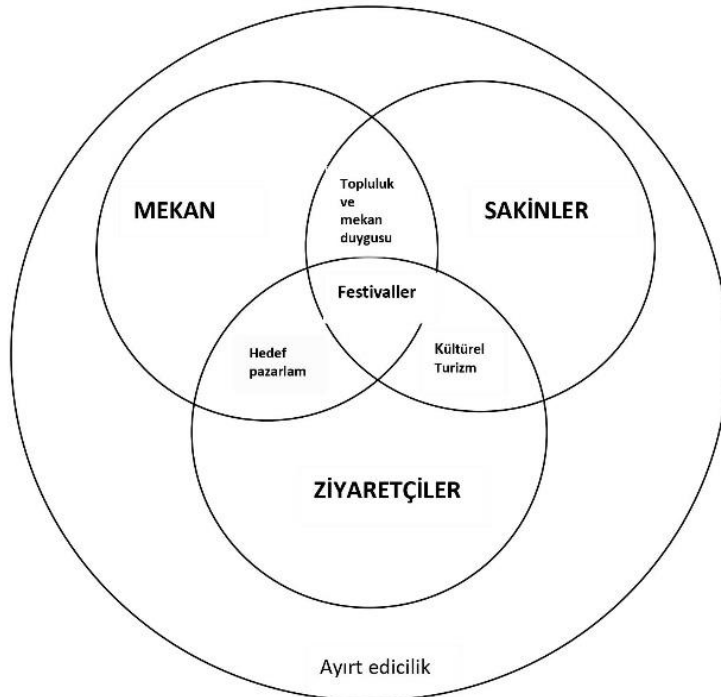 MEKAN
Topluluk
ve
mekan
duygusu
SAKİNLER
Festivaller
Hedef
pazarlam
Kültürel
Turizm
ZİYARETÇİLER
Ayırt edicilik